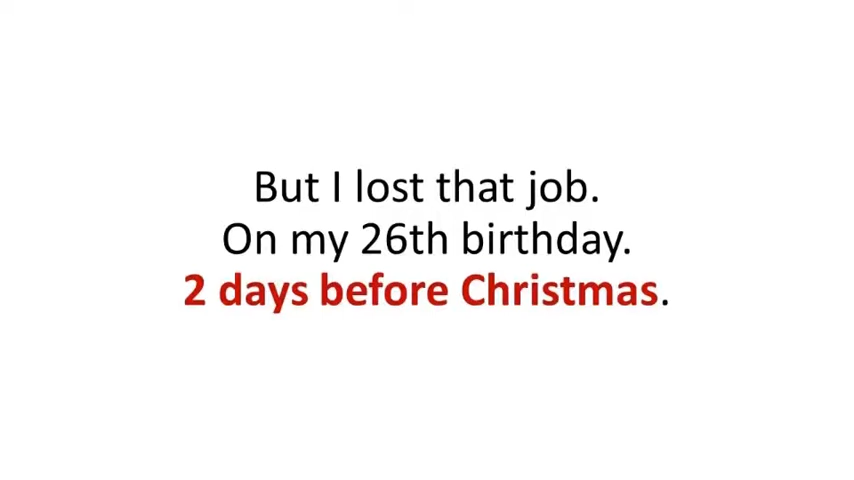 But I lost that job.
On my 26th birthday.
2 days before Christmas.